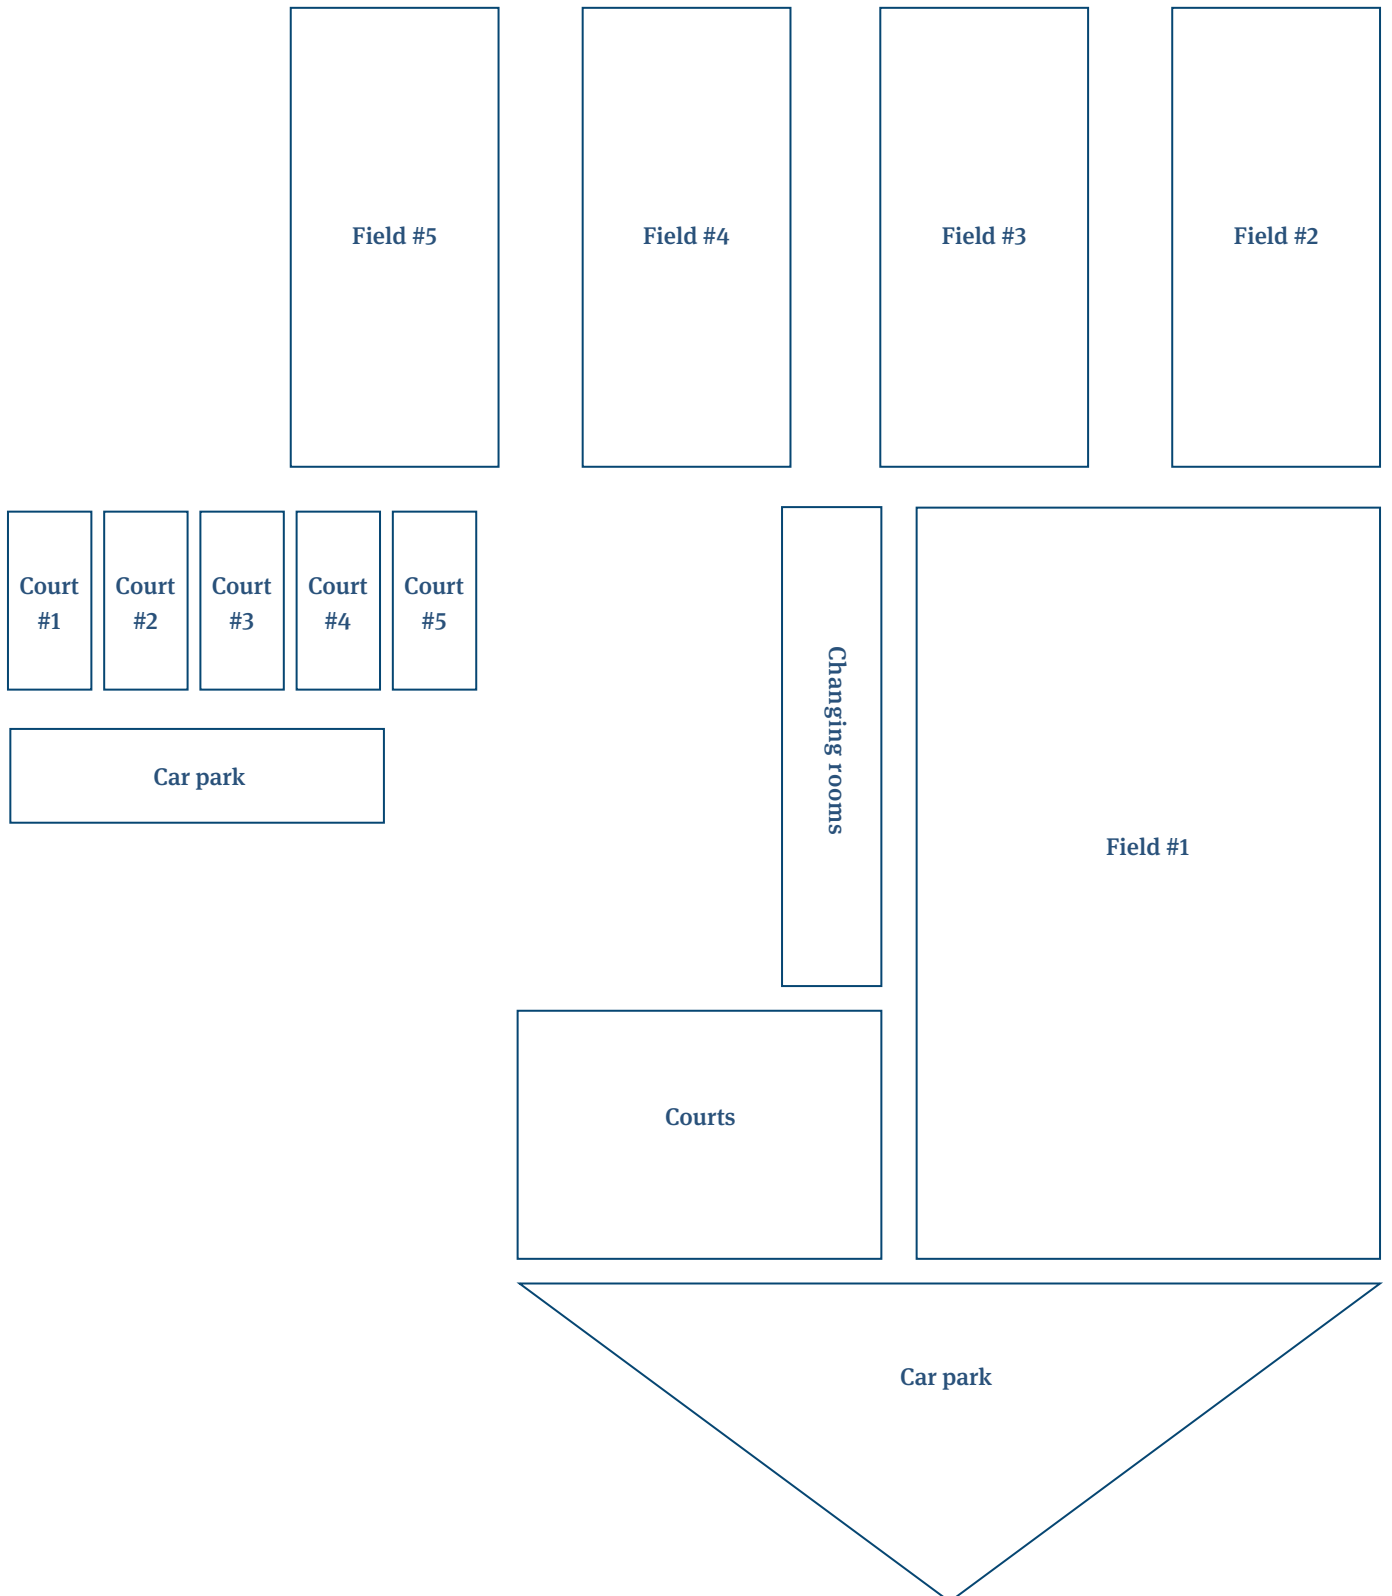 Field #5
Field #4
Field #3
Field #2
Court
#1
Court
#2
Court
#3
Court
#4
Court
#5
Changing rooms
Car park
Field #1
Courts
Car park